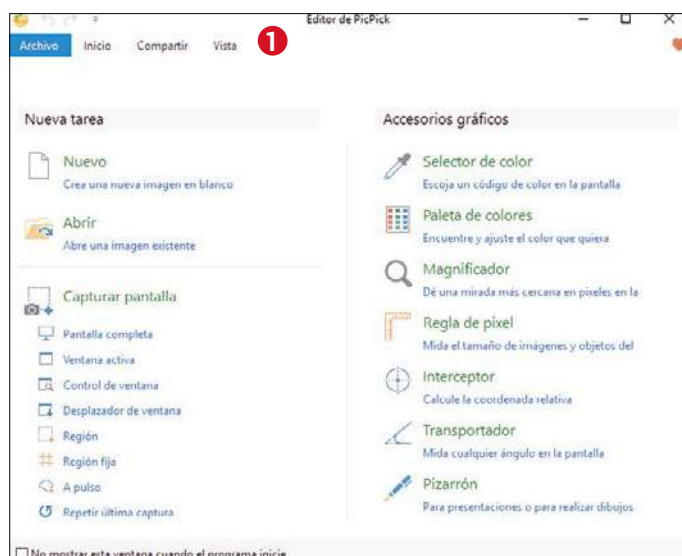 Editor de PicPick
Archivo Inicio Compartir Vista 1
Nueva tarea
Nuevo
Crea una nueva imagen en blanco
Abrir
Abre una imagen existente
Capturar pantalla
Pantalla completa
Ventana activa
Control de ventana
Desplazador de ventana
Región
Región fija
A pulso
Repetir última captura
Accesorios gráficos
Selector de color
Escoja un código de color en la pantalla
Paleta de colores
Encuentre y ajuste el color que quiera
Magnificador
Dé una mirada más cercana en pixeles en la
Regla de pixel
Mida el tamaño de imágenes y objetos del
Interceptor
Calcule la coordenada relativa
Transportador
Mida cualquier ángulo en la pantalla
Pizarrón
Para presentaciones o para realizar dibujos
No mostrar esta ventana cuando el programa inicie